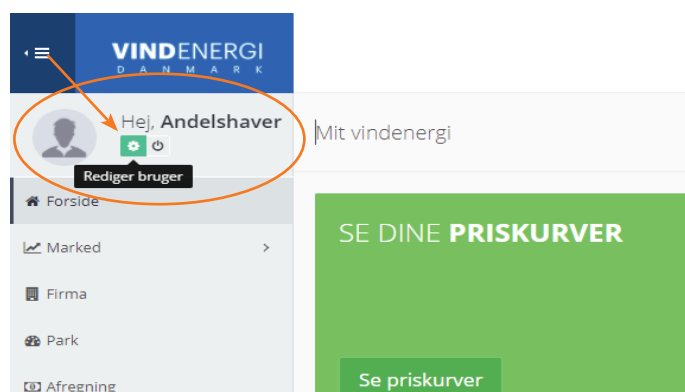 VINDENERGI
DANMARK
Hej, Andelshaver
Rediger bruger
Mit vindenergi
Forside
Marked
Firma
Park
Afregning
SE DINE PRISKURVER
Se priskurver